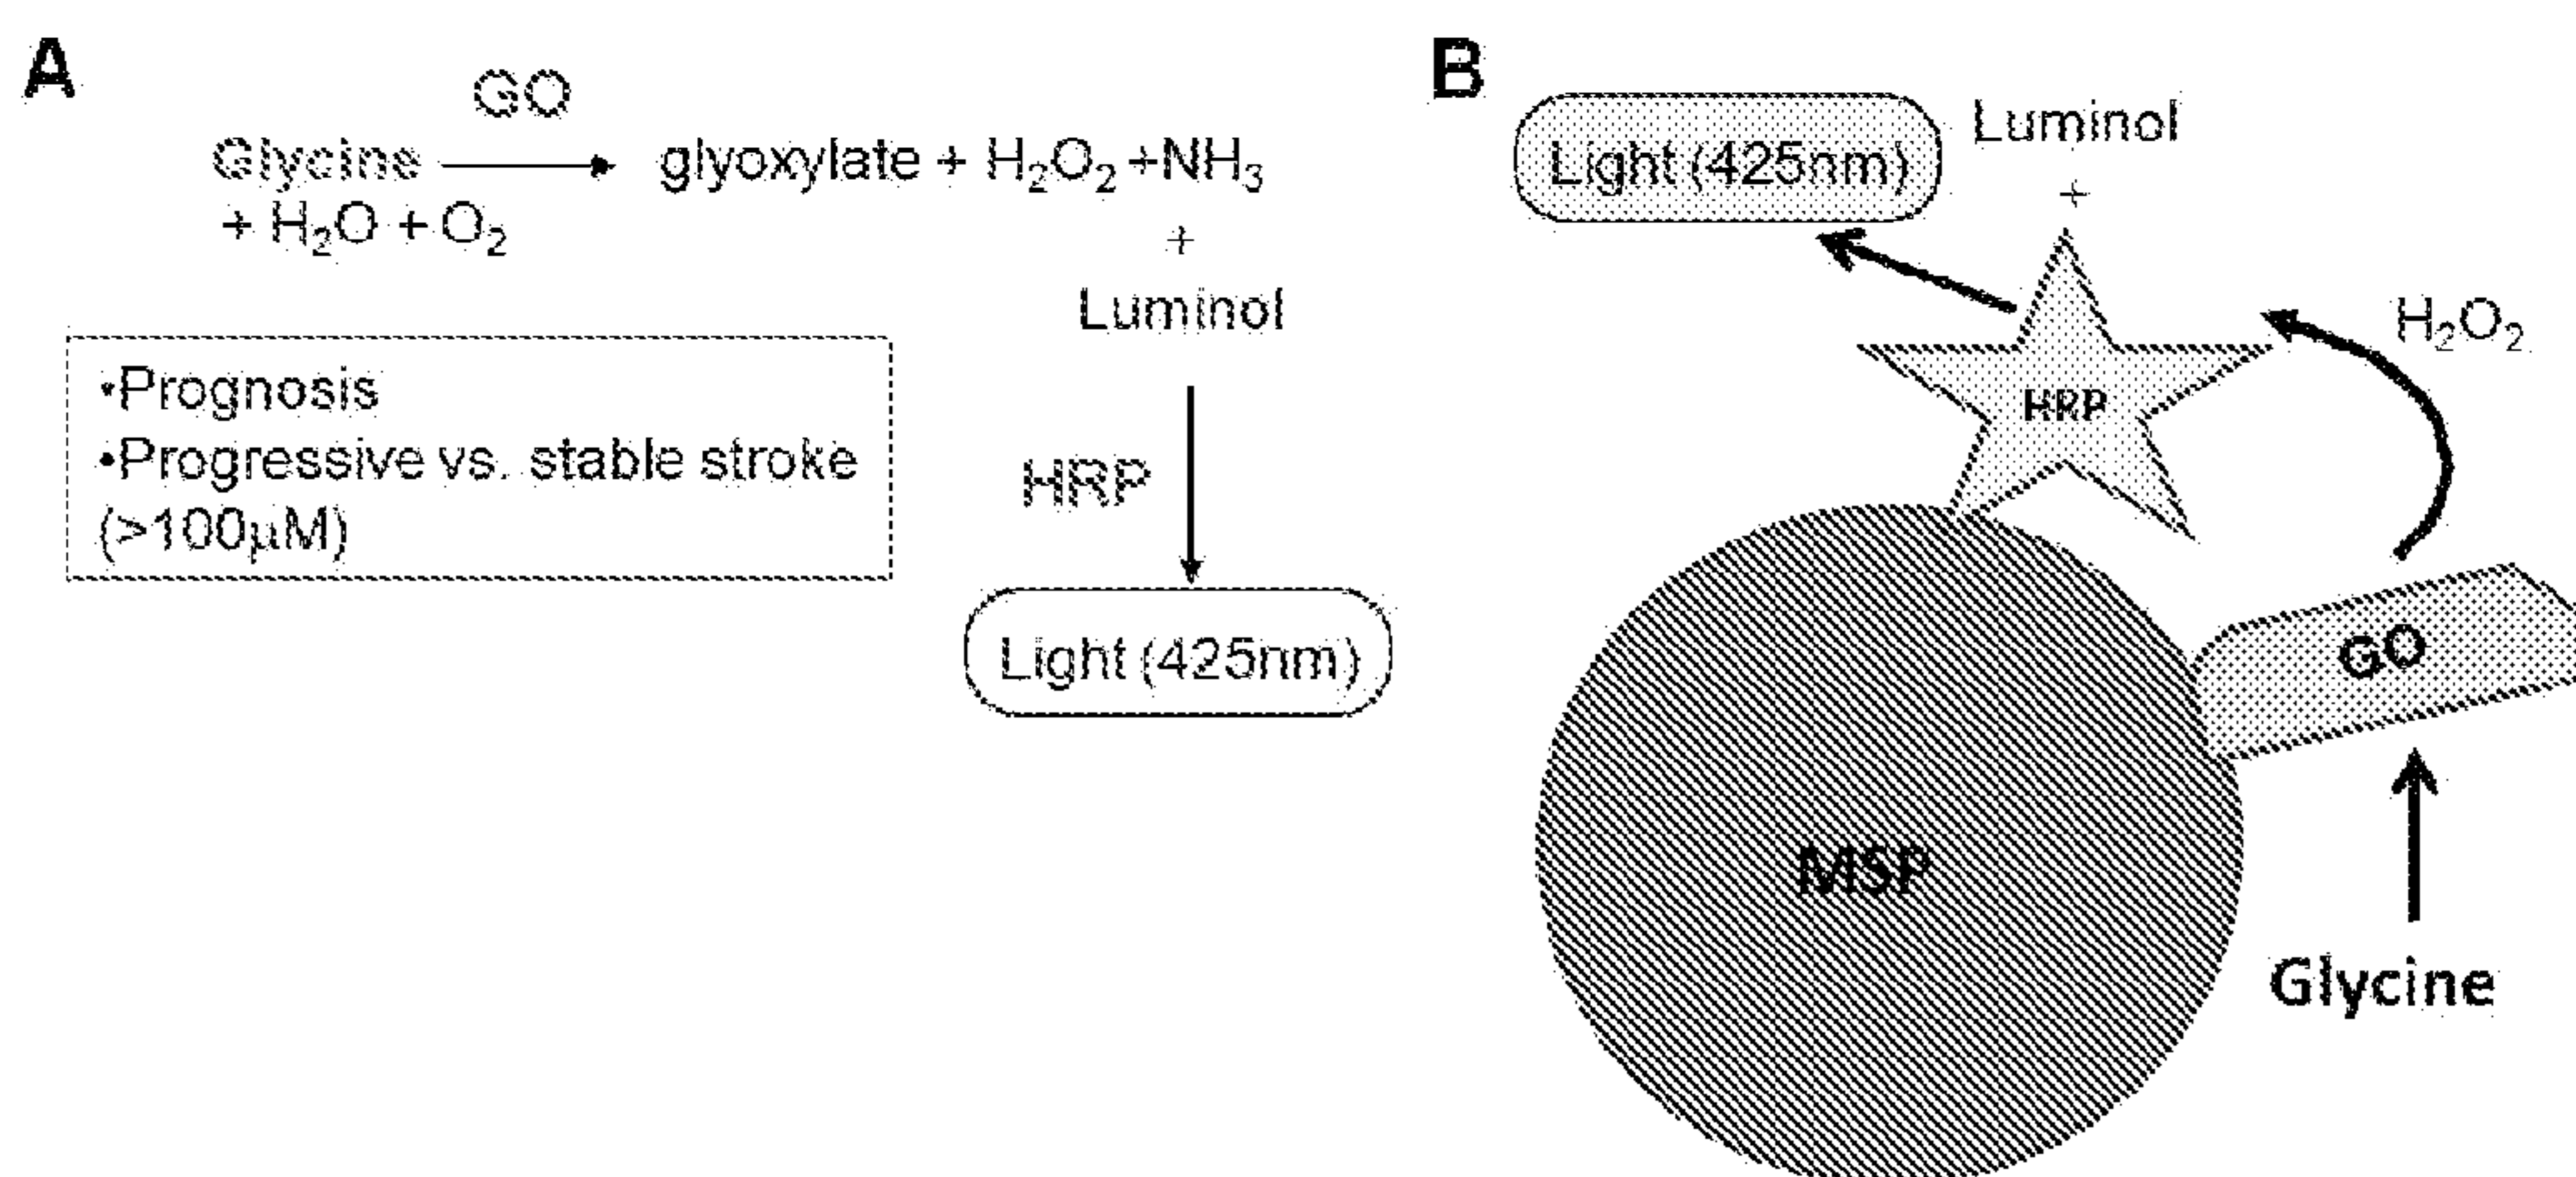 A
GO
Glycine → glyoxylate + H₂O₂ +NH₃
+ H₂O + O₂
+
Luminol
•Prognosis
•Progressive vs. stable stroke
(>100μM)
HRP
Light (425nm)
B
Light (425nm)
Luminol
+
H₂O₂
HRP
GO
MSP
Glycine